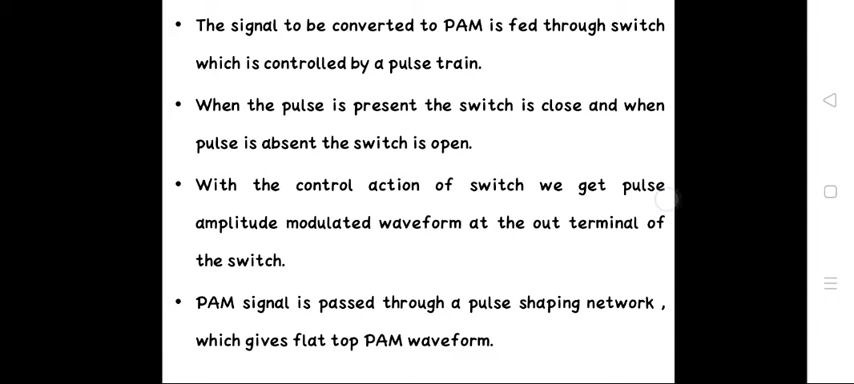 • The signal to be converted to PAM is fed through switch
which is controlled by a pulse train.
• When the pulse is present the switch is close and when
pulse is absent the switch is open.
• With the control action of switch we get pulse
amplitude modulated waveform at the out terminal of
the switch.
• PAM signal is passed through a pulse shaping network ,
which gives flat top PAM waveform.